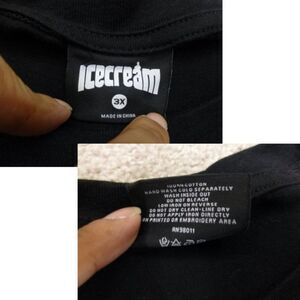 Icecream
3X
MADE IN CHINA
100% COTTON
HAND WASH COLD SEPARATELY
WASH INSIDE OUT
DO NOT BLEACH
LOW IRON ON REVERSE
DO NOT DRY CLEAN-LINE DRY
DO NOT APPLY IRON DIRECTLY
ON PRINTED OR EMBROIDERY AREA
RN98011